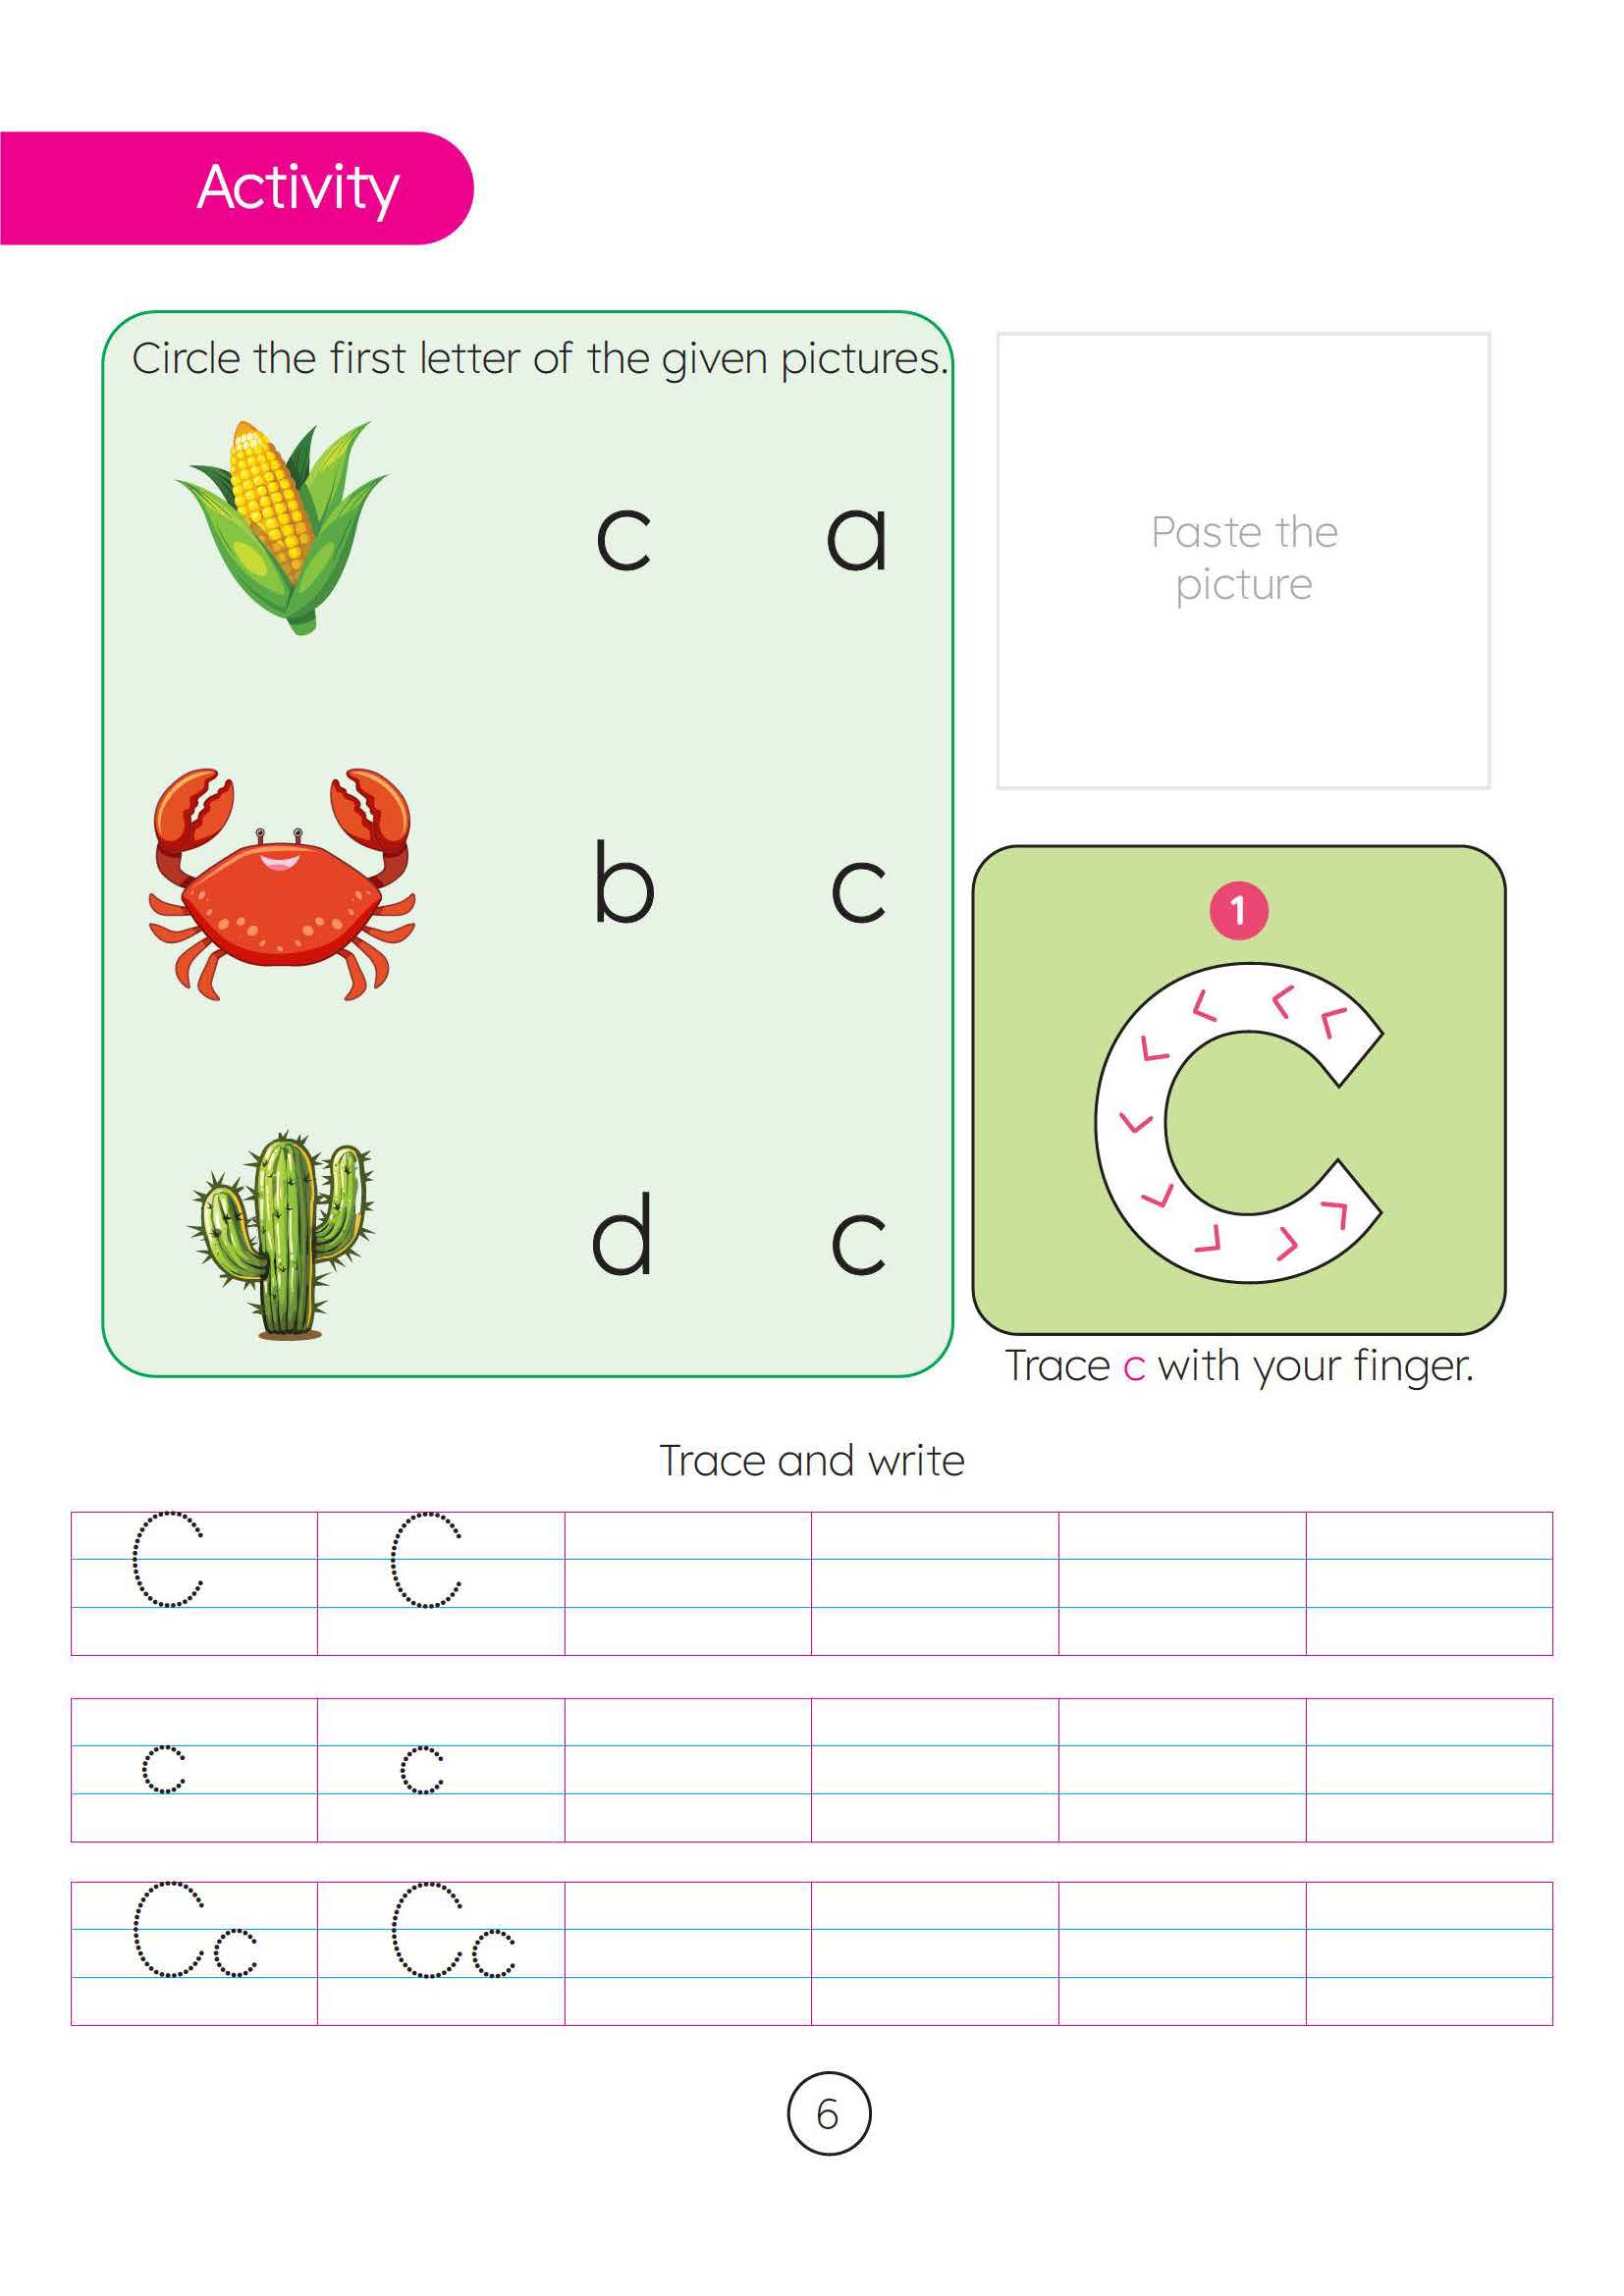 Activity
Circle the first letter of the given pictures.
c a
b c
d c
Paste the
picture
1
C
Trace c with your finger.
Trace and write
C C
c c
Cc Cc
6